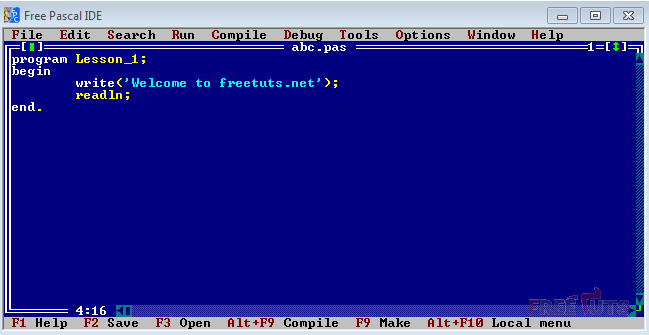 Free Pascal IDE
File Edit Search Run Compile Debug Tools Options Window Help
abc.pas 1
program Lesson_1;
begin
write('Welcome to freetuts.net');
readln;
end.
FREETUTS
4:16
F1 Help F2 Save F3 Open Alt+F9 Compile F9 Make Alt+F10 Local menu